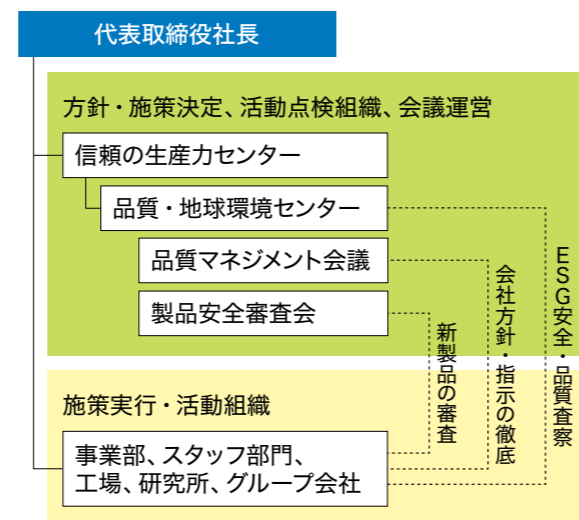 代表取締役社長
方針・施策決定、活動点検組織、会議運営
信頼の生産力センター
品質・地球環境センター
品質マネジメント会議
製品安全審査会
新製品の審査
会社方針・指示の徹底
ESG安全・品質査察
施策実行・活動組織
事業部、スタッフ部門、
工場、研究所、グループ会社